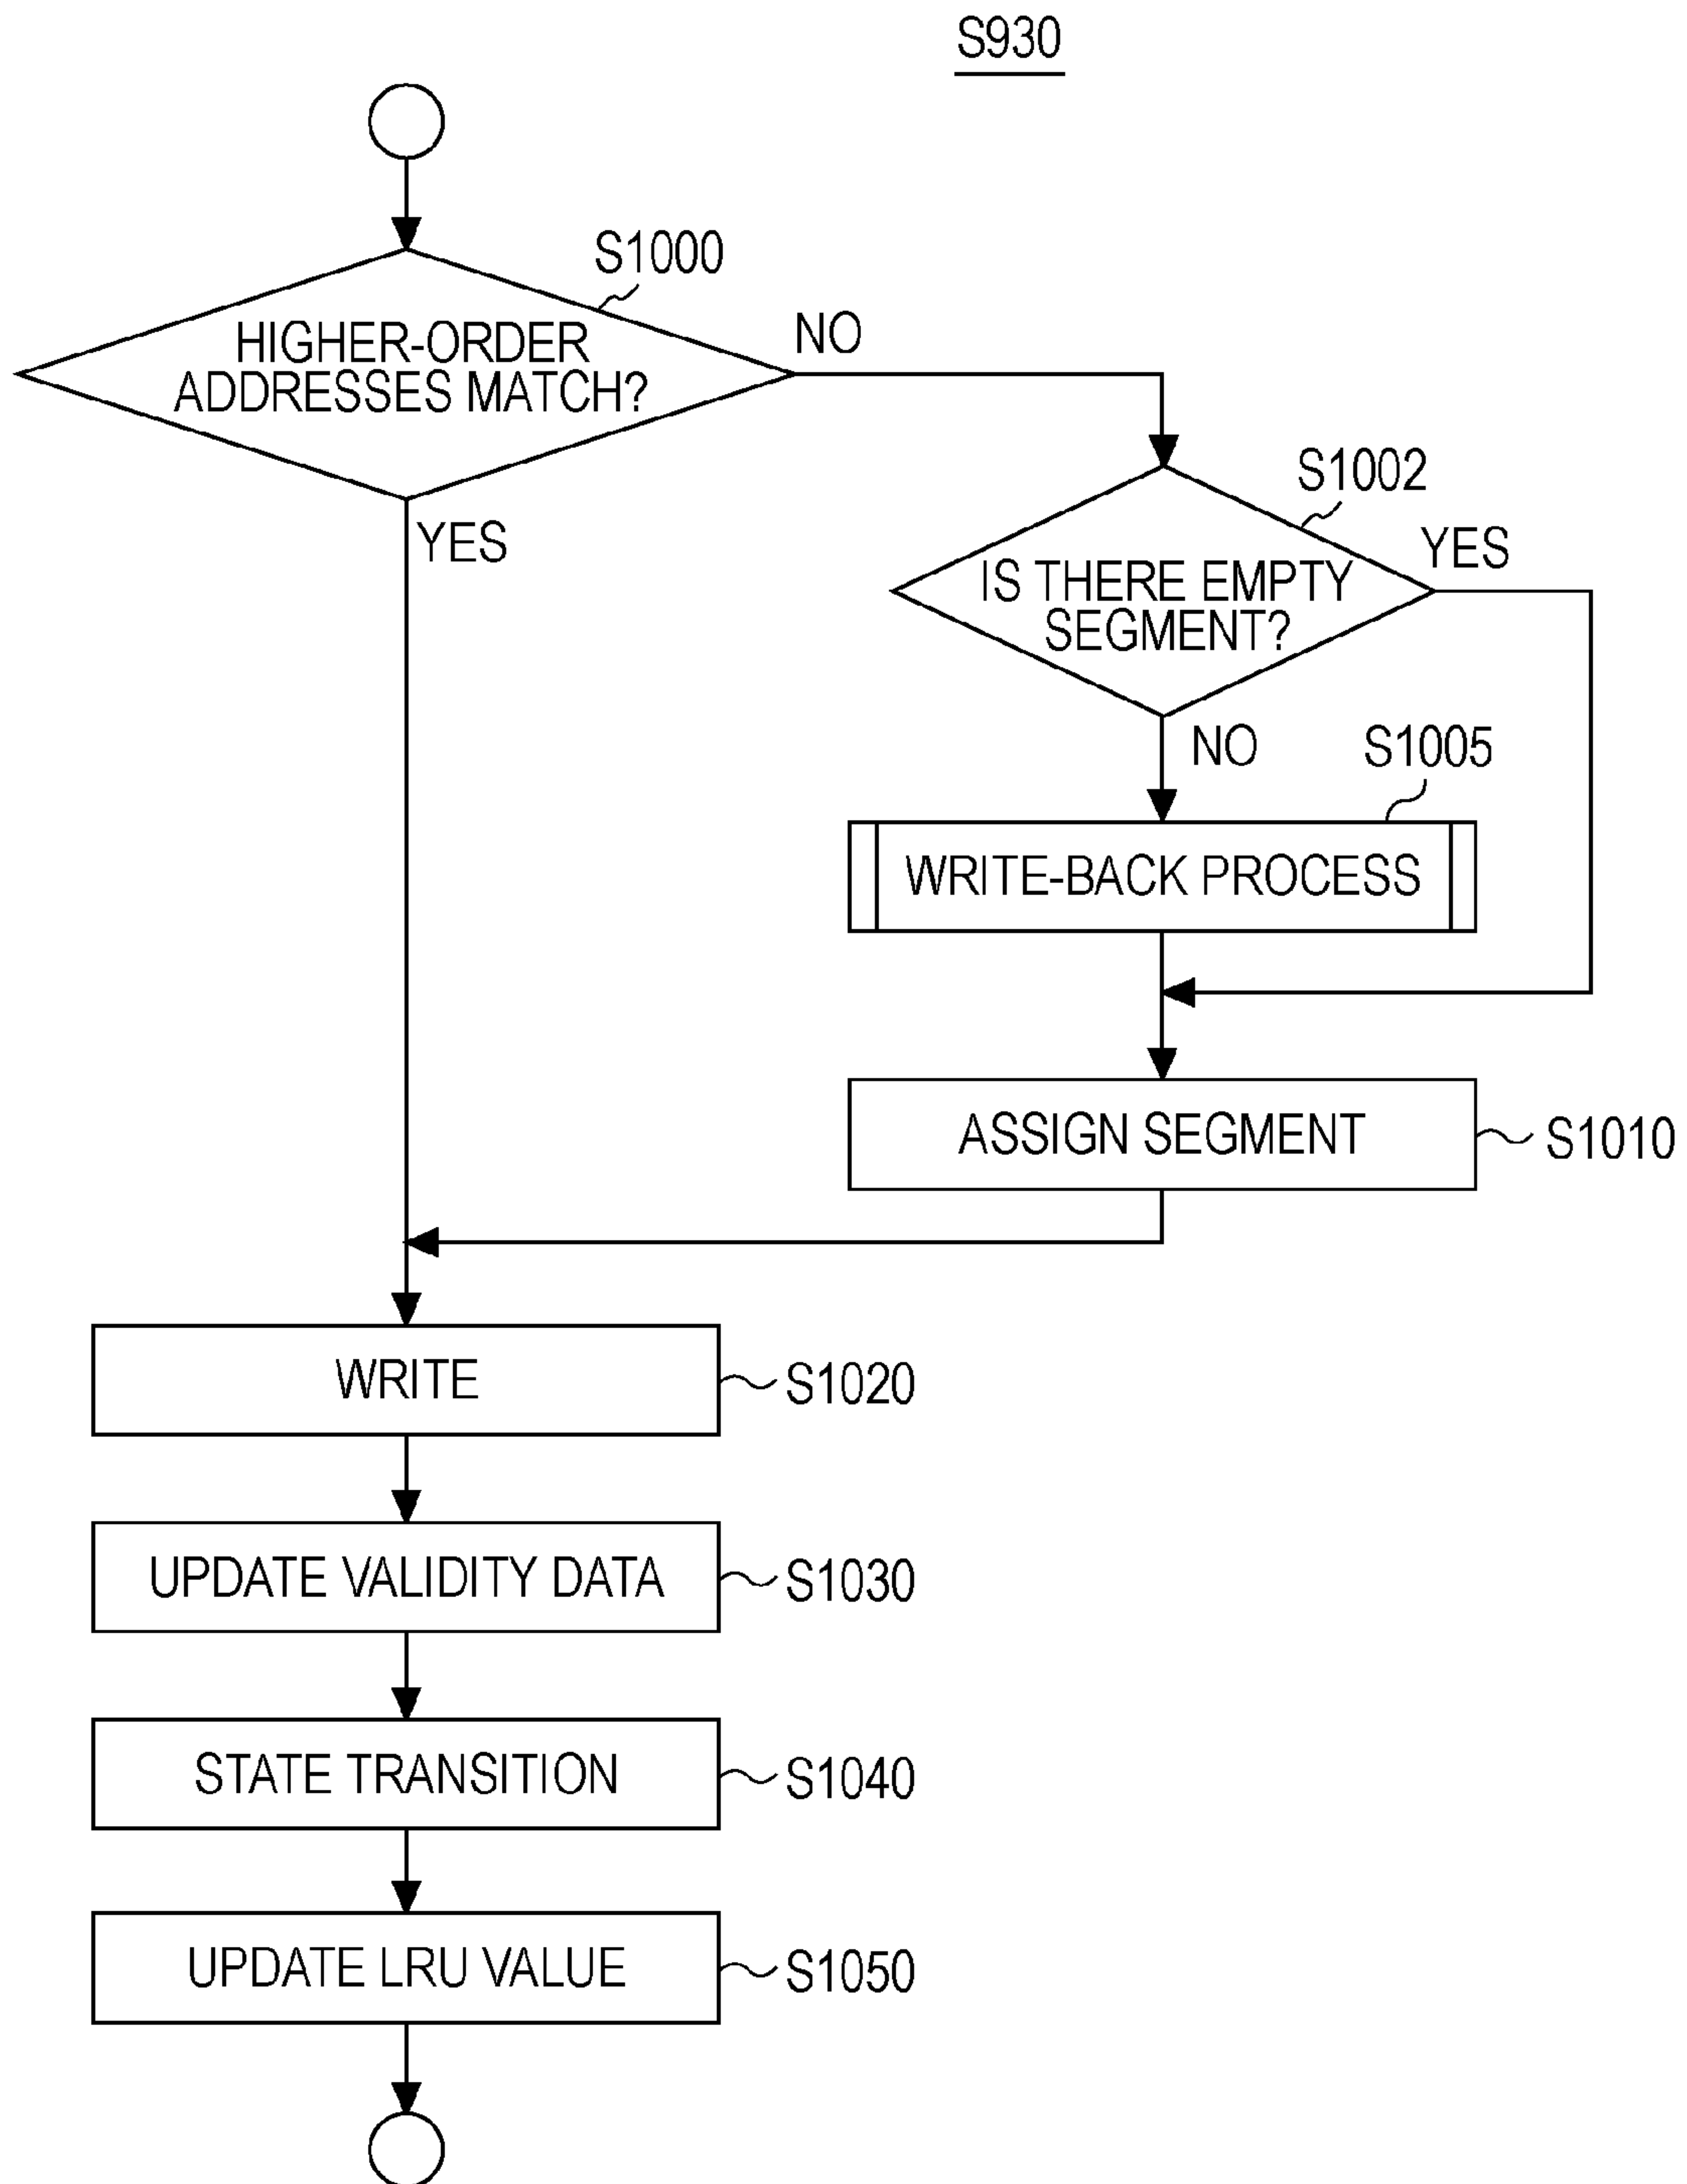 S930
S1000
HIGHER-ORDER
ADDRESSES MATCH?
NO
YES
S1002
IS THERE EMPTY
SEGMENT?
YES
NO
S1005
WRITE-BACK PROCESS
ASSIGN SEGMENT
S1010
WRITE
S1020
UPDATE VALIDITY DATA
S1030
STATE TRANSITION
S1040
UPDATE LRU VALUE
S1050